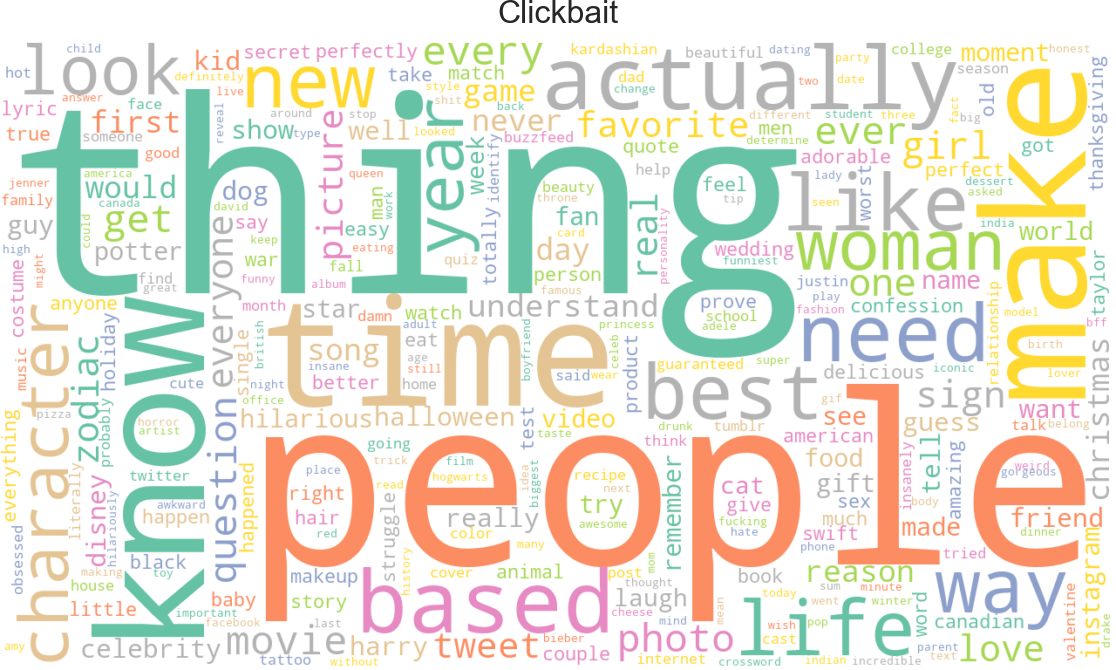 Clickbait
child
secret
perfectly
every
kardashian
beautiful
dating
college
moment
honest
hot
look
definitely
kid
new
take
match
style
game
dad
change
actually
two
party
date
season
old
thanksgiving
lyric
answer
face
live
reveal
around
stop
shit
looked
back
never
buzzfeed
favorite
different
student
three
determine
men
ever
fact
big
got
true
someone
first
good
show
type
well
picture
year
week
identify
quote
help
adorable
girl
perfect
make
jenner
family
america
canada
would
get
could
dog
david
say
keep
queen
easy
man
work
totally
beauty
throne
card
fan
feel
tip
real
lady
seen
worst
like
dessert
asked
india
world
taylor
guy
high
might
potter
find
great
everyone
war
funny
fall
eating
album
quiz
day
person
famous
personality
wedding
funniest
woman
one
name
thing
costume
music
anyone
holiday
month
star
damn
watch
understand
prove
school
adele
justin
play
fashion
confession
relationship
model
bff
character
know
zodiac
probably
cute
single
british
night
office
time
song
insane
better
adult
age
still
eat
home
boyfriend
princess
celeb
wear
said
product
guaranteed
super
need
delicious
iconic
birth
lover
sign
christmas
pizza
horror
artist
question
hilarious
halloween
test
video
taste
best
drunk
tumblr
gif
see
guess
want
talk
belong
everything
literally
disney
twitter
awkward
hilariously
happen
happened
going
trick
film
hogwarts
think
american
food
tell
insanely
amazing
weird
gorgeous
obsessed
black
place
right
hair
red
read
struggle
idea
biggest
recipe
next
try
awesome
remember
cat
give
fucking
hate
gift
sex
much
swift
body
made
friend
dinner
tried
instagram
people
house
making
toy
makeup
history
really
color
many
cover
animal
post
mom
thought
book
phone
sum
minute
reason
way
drake
little
important
baby
story
based
cheese
laugh
mind
mean
today
went
winter
life
wish
pop
cast
word
parent
canadian
valentine
amy
celebrity
facebook
last
movie
tattoo
without
harry
bieber
tweet
couple
photo
internet
crossword
indian
incredible
text
love